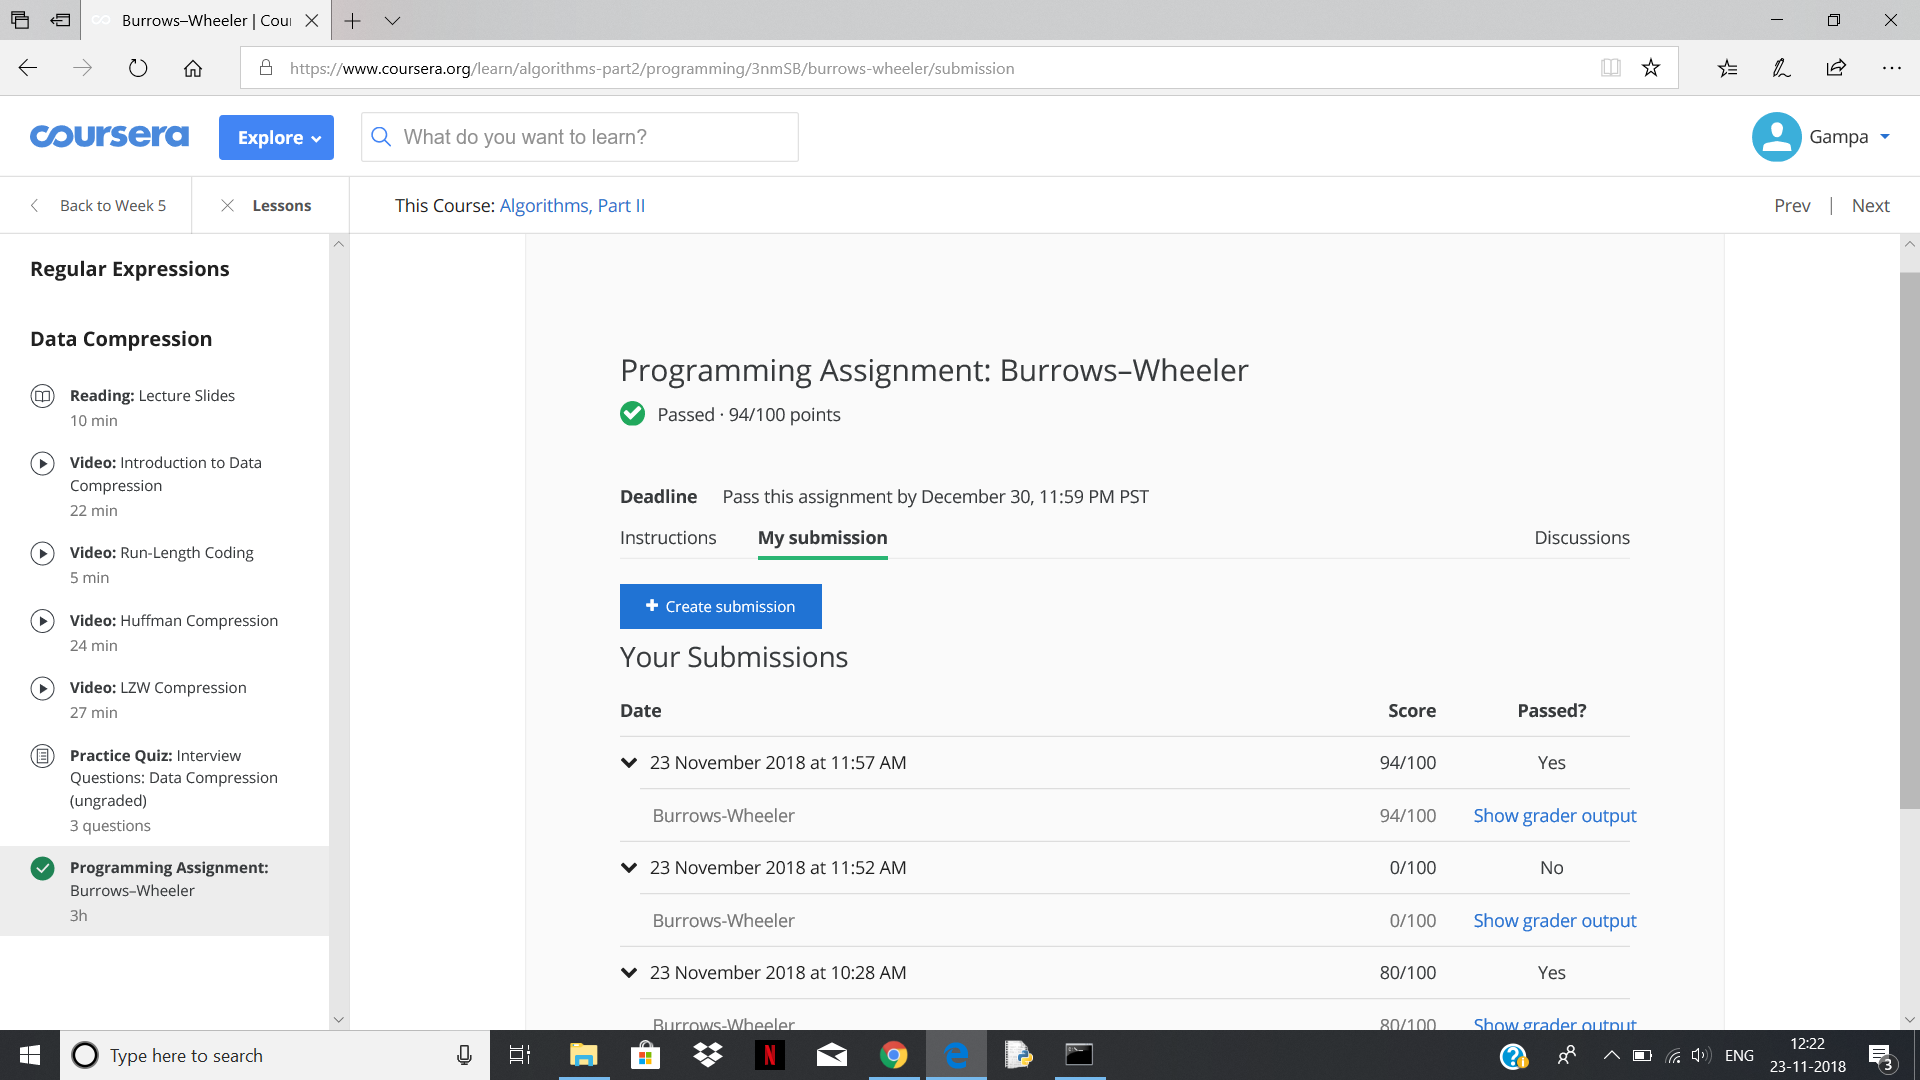 Burrows–Wheeler | Cou
https://www.coursera.org/learn/algorithms-part2/programming/3nmSB/burrows-wheeler/submission
coursera
Explore
What do you want to learn?
Gampa
Back to Week 5
Lessons
This Course: Algorithms, Part II
Prev | Next
Regular Expressions
Data Compression
Reading: Lecture Slides
10 min
Video: Introduction to Data
Compression
22 min
Video: Run-Length Coding
5 min
Video: Huffman Compression
24 min
Video: LZW Compression
27 min
Practice Quiz: Interview
Questions: Data Compression
(ungraded)
3 questions
Programming Assignment:
Burrows–Wheeler
3h
Programming Assignment: Burrows–Wheeler
Passed · 94/100 points
Deadline Pass this assignment by December 30, 11:59 PM PST
Instructions My submission Discussions
+ Create submission
Your Submissions
Date Score Passed?
23 November 2018 at 11:57 AM 94/100 Yes
Burrows-Wheeler 94/100 Show grader output
23 November 2018 at 11:52 AM 0/100 No
Burrows-Wheeler 0/100 Show grader output
23 November 2018 at 10:28 AM 80/100 Yes
Burrows-Wheeler 80/100 Show grader output
Type here to search
N
ENG
12:22
23-11-2018
3